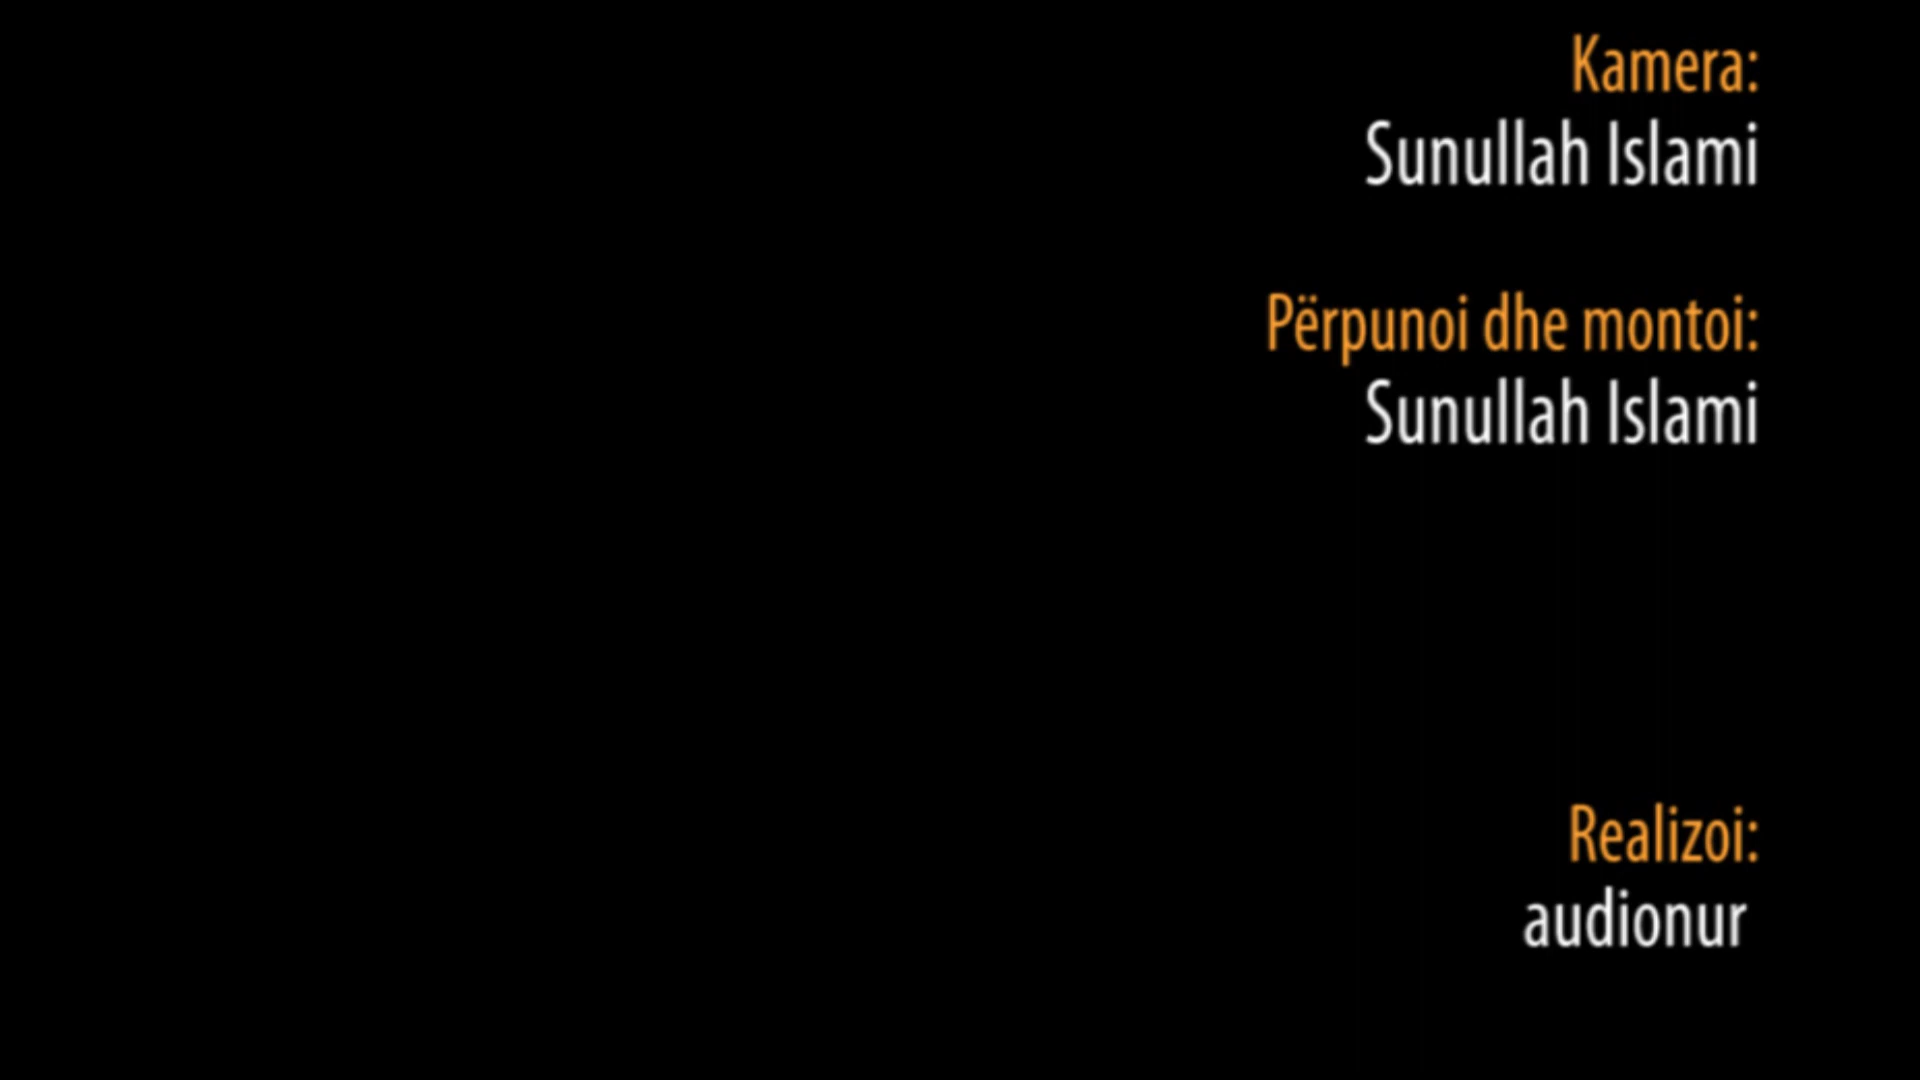 Kamera:
Sunullah Islami
Përpunoi dhe montoi:
Sunullah Islami
Realizoi:
audionur